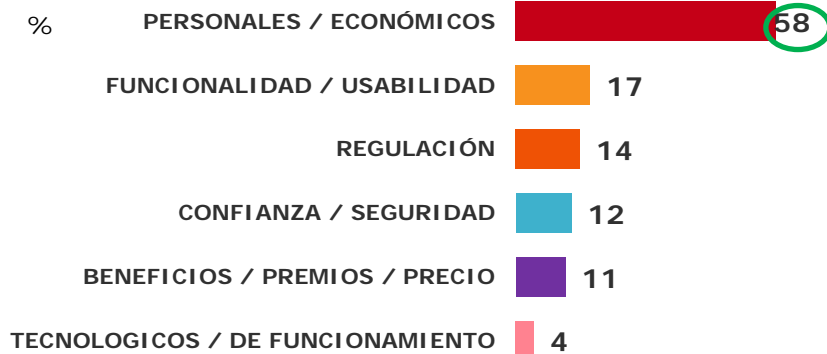 % PERSONALES / ECONÓMICOS 58
FUNCIONALIDAD / USABILIDAD 17
REGULACIÓN 14
CONFIANZA / SEGURIDAD 12
BENEFICIOS / PREMIOS / PRECIO 11
TECNOLOGICOS / DE FUNCIONAMIENTO 4